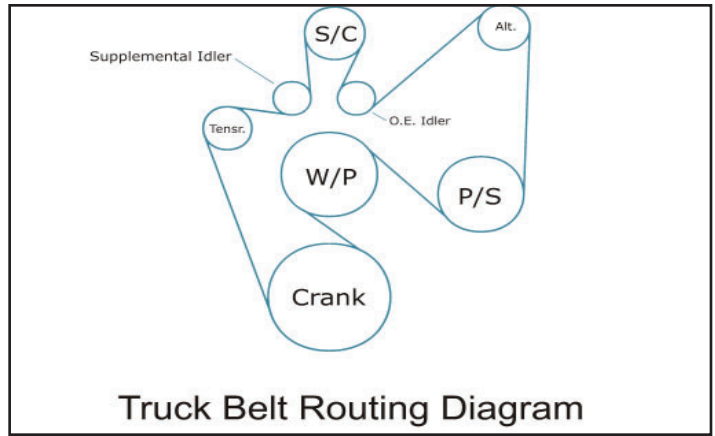 Alt.
S/C
Supplemental Idler
O.E. Idler
Tensr.
W/P
P/S
Crank
Truck Belt Routing Diagram